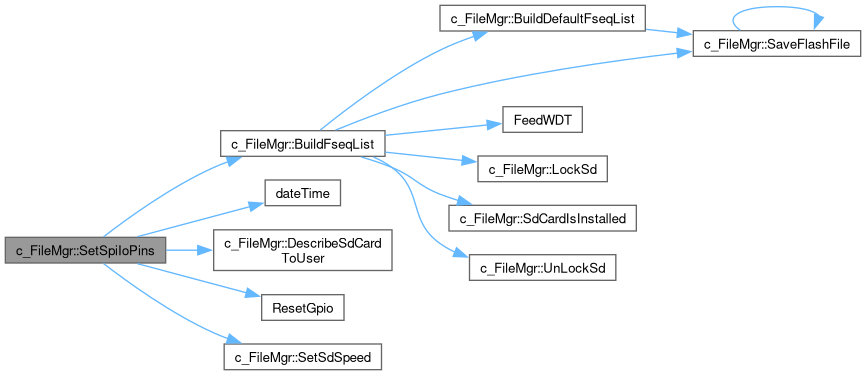 c_FileMgr::SetSpiIoPins
c_FileMgr::BuildFseqList
c_FileMgr::BuildDefaultFseqList
c_FileMgr::SaveFlashFile
FeedWDT
c_FileMgr::LockSd
c_FileMgr::SdCardIsInstalled
c_FileMgr::UnLockSd
dateTime
c_FileMgr::DescribeSdCard
ToUser
ResetGpio
c_FileMgr::SetSdSpeed